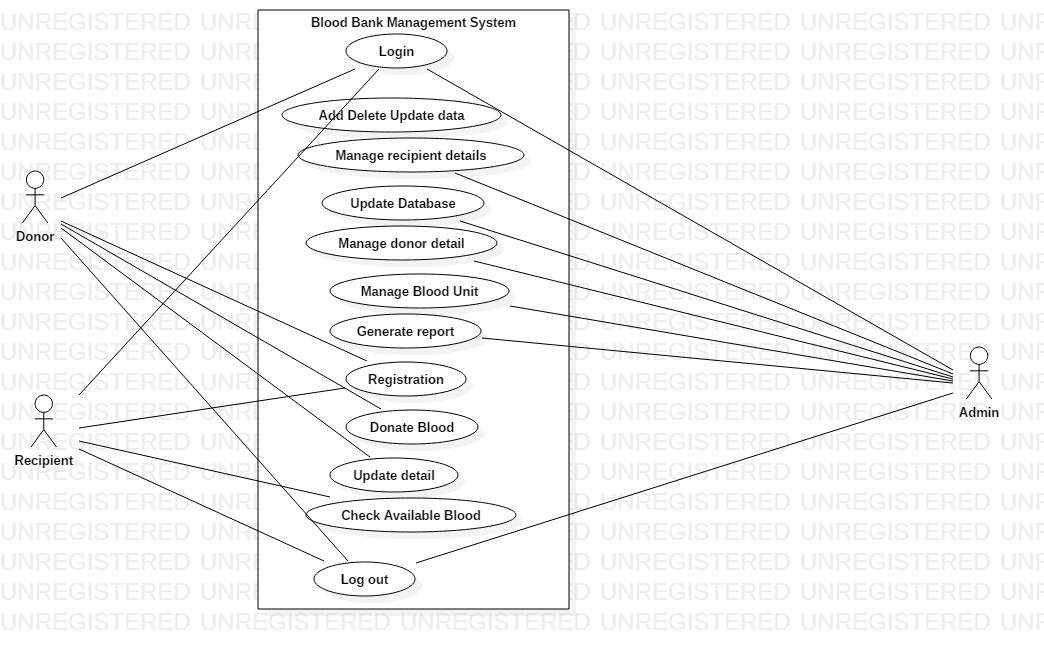 Blood Bank Management System
Login
Add Delete Update data
Manage recipient details
Update Database
Manage donor detail
Manage Blood Unit
Generate report
Registration
Donate Blood
Update detail
Check Available Blood
Log out
Donor
Recipient
Admin
UNREGISTERED